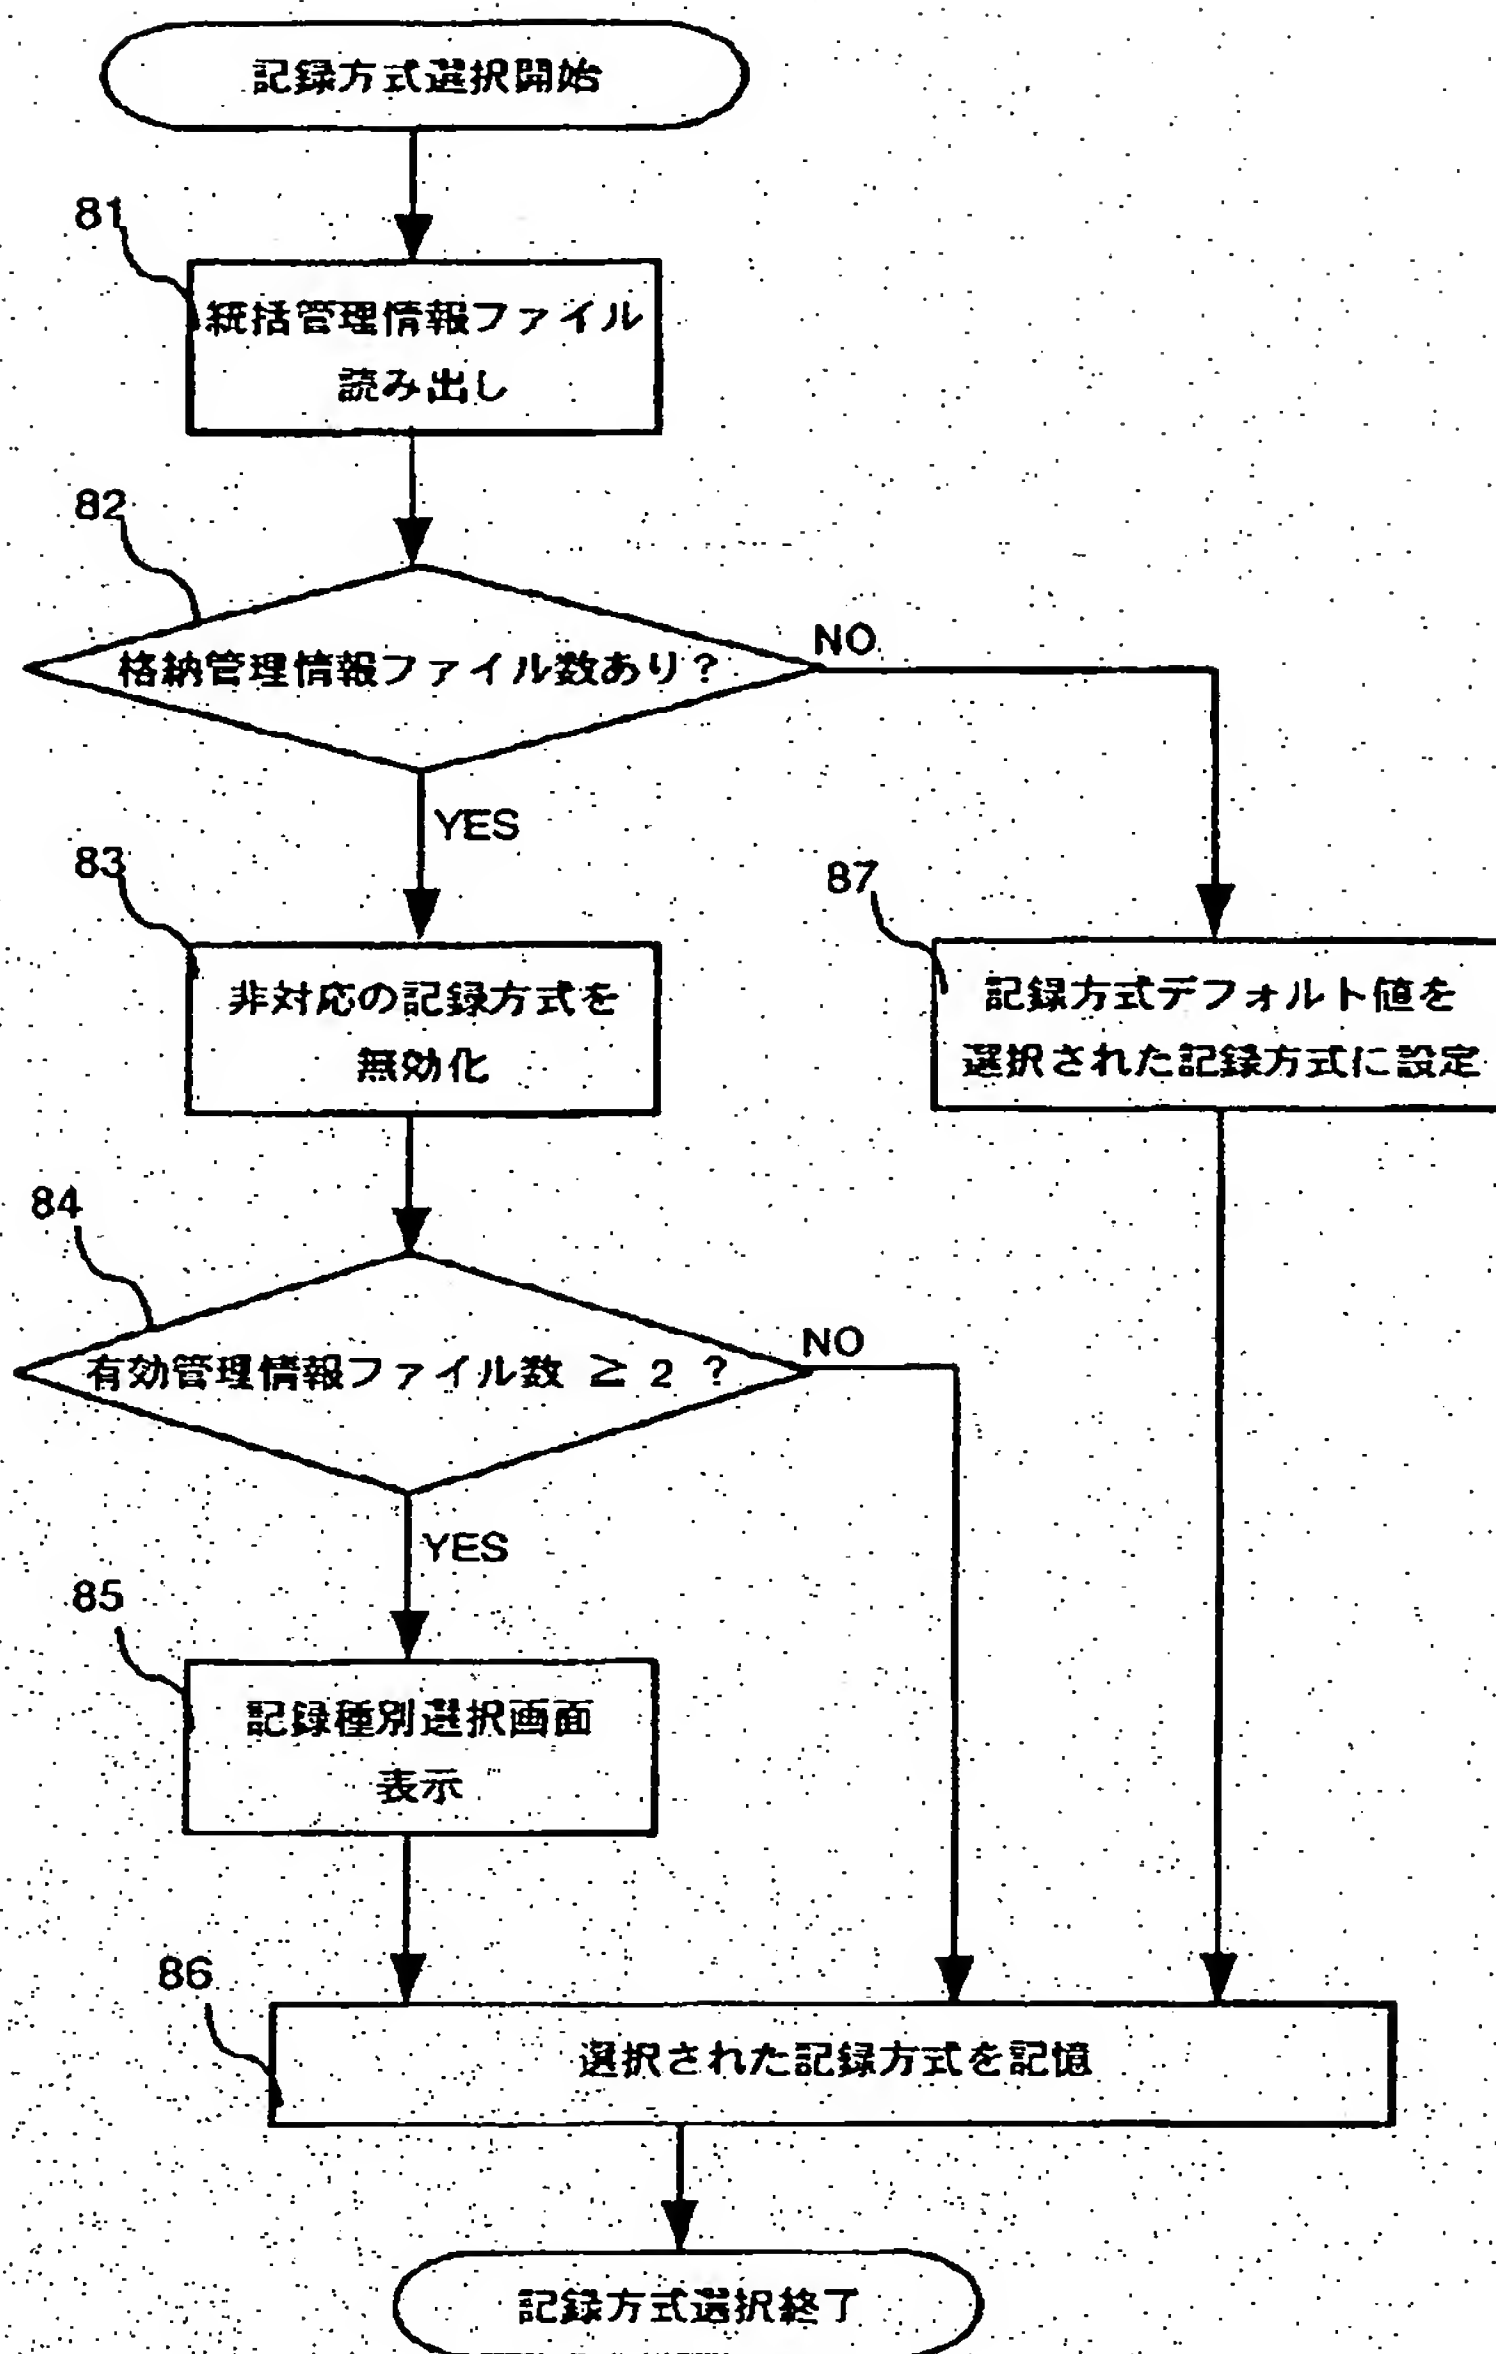 記録方式選択開始
81
統括管理情報ファイル
読み出し
82
格納管理情報ファイル数あり?
NO
YES
83
非対応の記録方式を
無効化
87
記録方式デフォルト値を
選択された記録方式に設定
84
有効管理情報ファイル数 ≧ 2 ?
NO
YES
85
記録種別選択画面
表示
86
選択された記録方式を記憶
記録方式選択終了